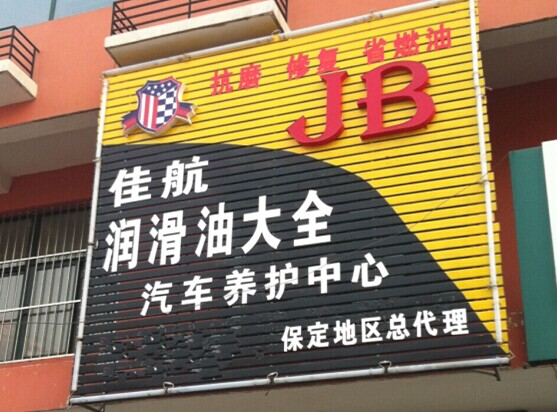 抗磨 修复 省燃油
JB
佳航
润滑油大全
汽车养护中心
保定地区总代理